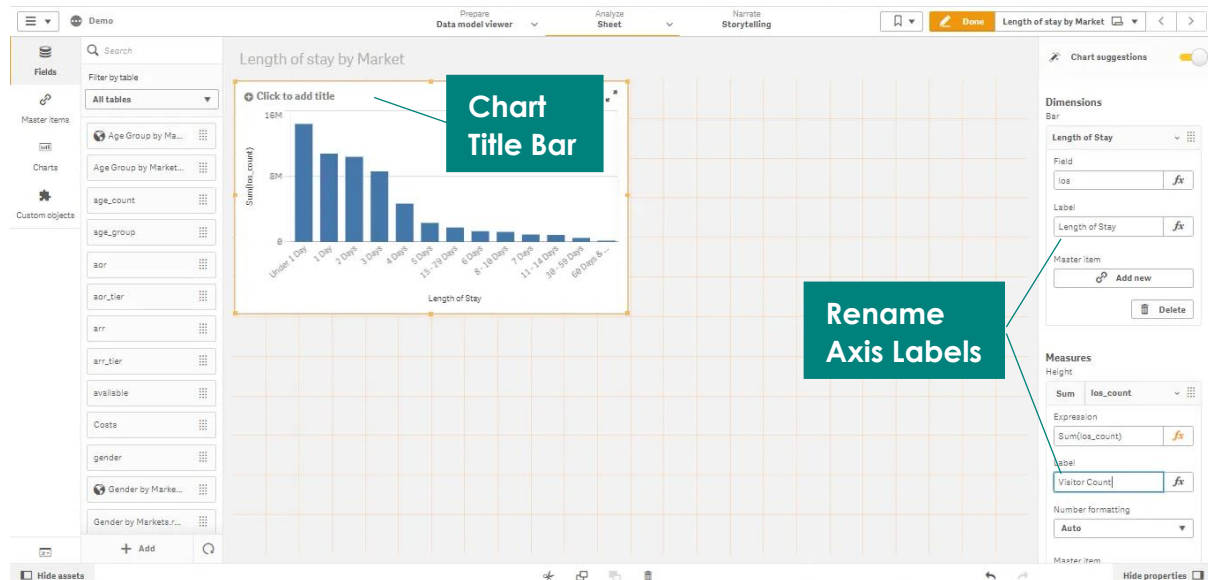 Demo
Prepare
Data model viewer
Analyze
Sheet
Narrate
Storytelling
Done
Length of stay by Market
Fields
Master items
Charts
Custom objects
Search
Filter by table
All tables
Age Group by Ma...
Age Group by Market...
age_count
age_group
aor
aor_tier
arr
arr_tier
available
Costs
gender
Gender by Marke...
Gender by Markets.r...
Add
Length of stay by Market
Click to add title
Chart
Title Bar
16M
8M
0
Sum(los_count)
Under 1 Day
1 Day
2 Days
3 Days
4 Days
5 Days
15-29 Days
6 Days
8-10 Days
7 Days
11-14 Days
30-59 Days
60 Days & ...
Length of Stay
Rename
Axis Labels
Chart suggestions
Dimensions
Bar
Length of Stay
Field
los
fx
Label
Length of Stay
fx
Master item
Add new
Delete
Measures
Height
Sum
los_count
Expression
Sum(los_count)
fx
Label
Visitor Count
fx
Number formatting
Auto
Master item
Hide assets
Hide properties